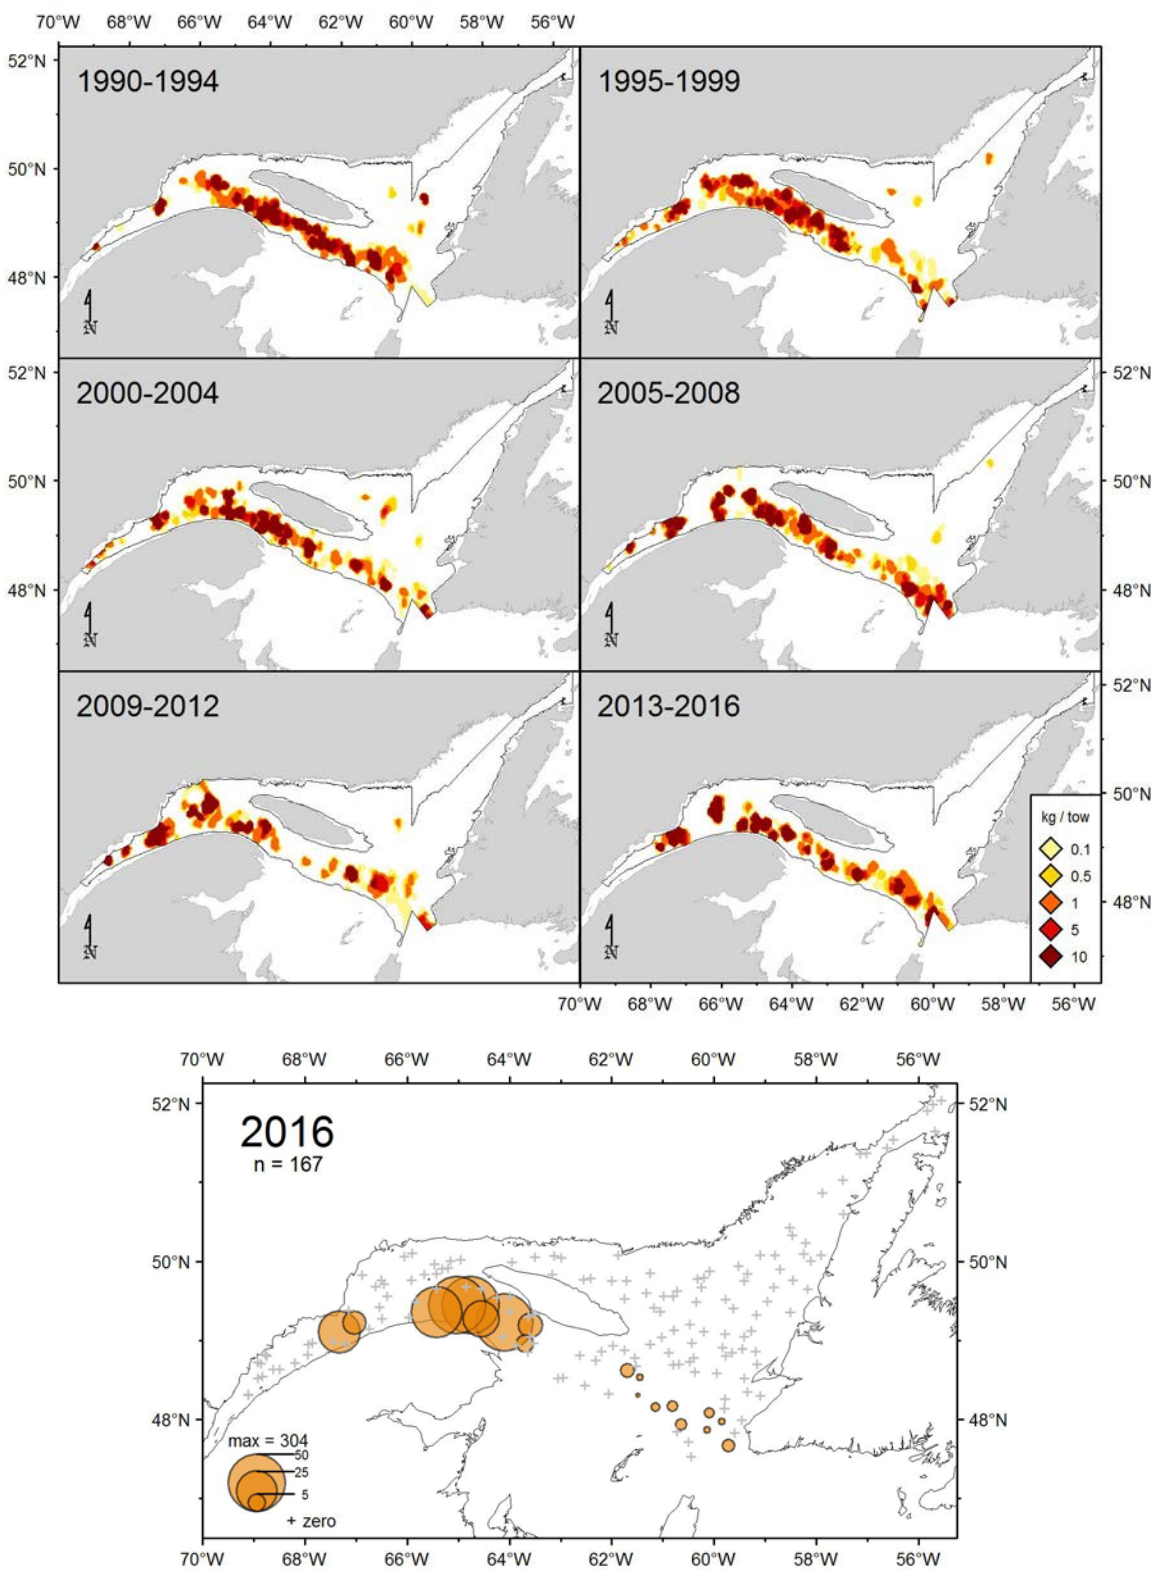 70°W 68°W 66°W 64°W 62°W 60°W 58°W 56°W
52°N
1990-1994
1995-1999
50°N
48°N
N
N
52°N
2000-2004
2005-2008
52°N
50°N
50°N
48°N
48°N
N
N
2009-2012
2013-2016
52°N
50°N
kg / tow
0.1
0.5
1
48°N
5
10
N
N
70°W 68°W 66°W 64°W 62°W 60°W 58°W 56°W
70°W 68°W 66°W 64°W 62°W 60°W 58°W 56°W
52°N
2016
52°N
n = 167
50°N
50°N
48°N
48°N
max = 304
50
25
5
+ zero
70°W 68°W 66°W 64°W 62°W 60°W 58°W 56°W